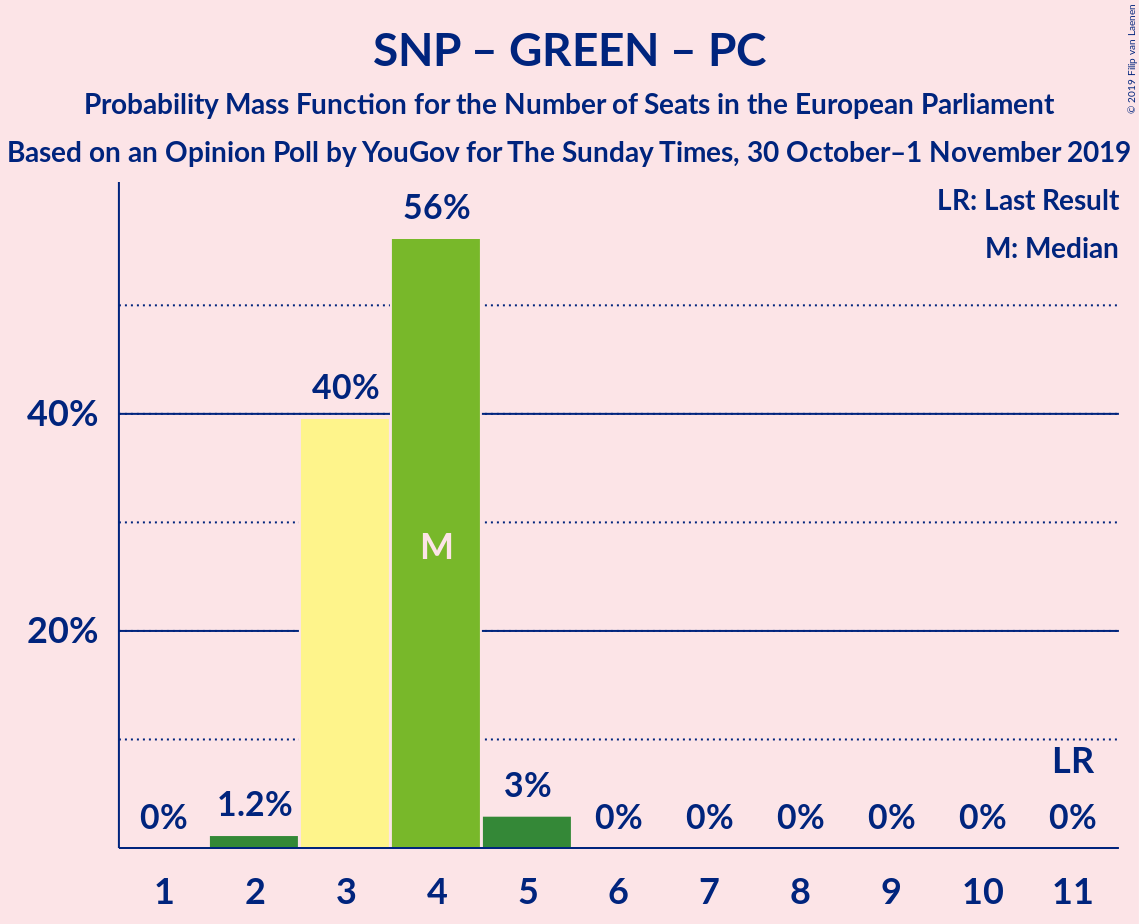 SNP – GREEN – PC
Probability Mass Function for the Number of Seats in the European Parliament
Based on an Opinion Poll by YouGov for The Sunday Times, 30 October–1 November 2019
© 2019 Filip van Laenen
LR: Last Result
M: Median
56%
40%
40%
M
20%
LR
3%
1.2%
0%
0%
0%
0%
0%
0%
0%
1 2 3 4 5 6 7 8 9 10 11